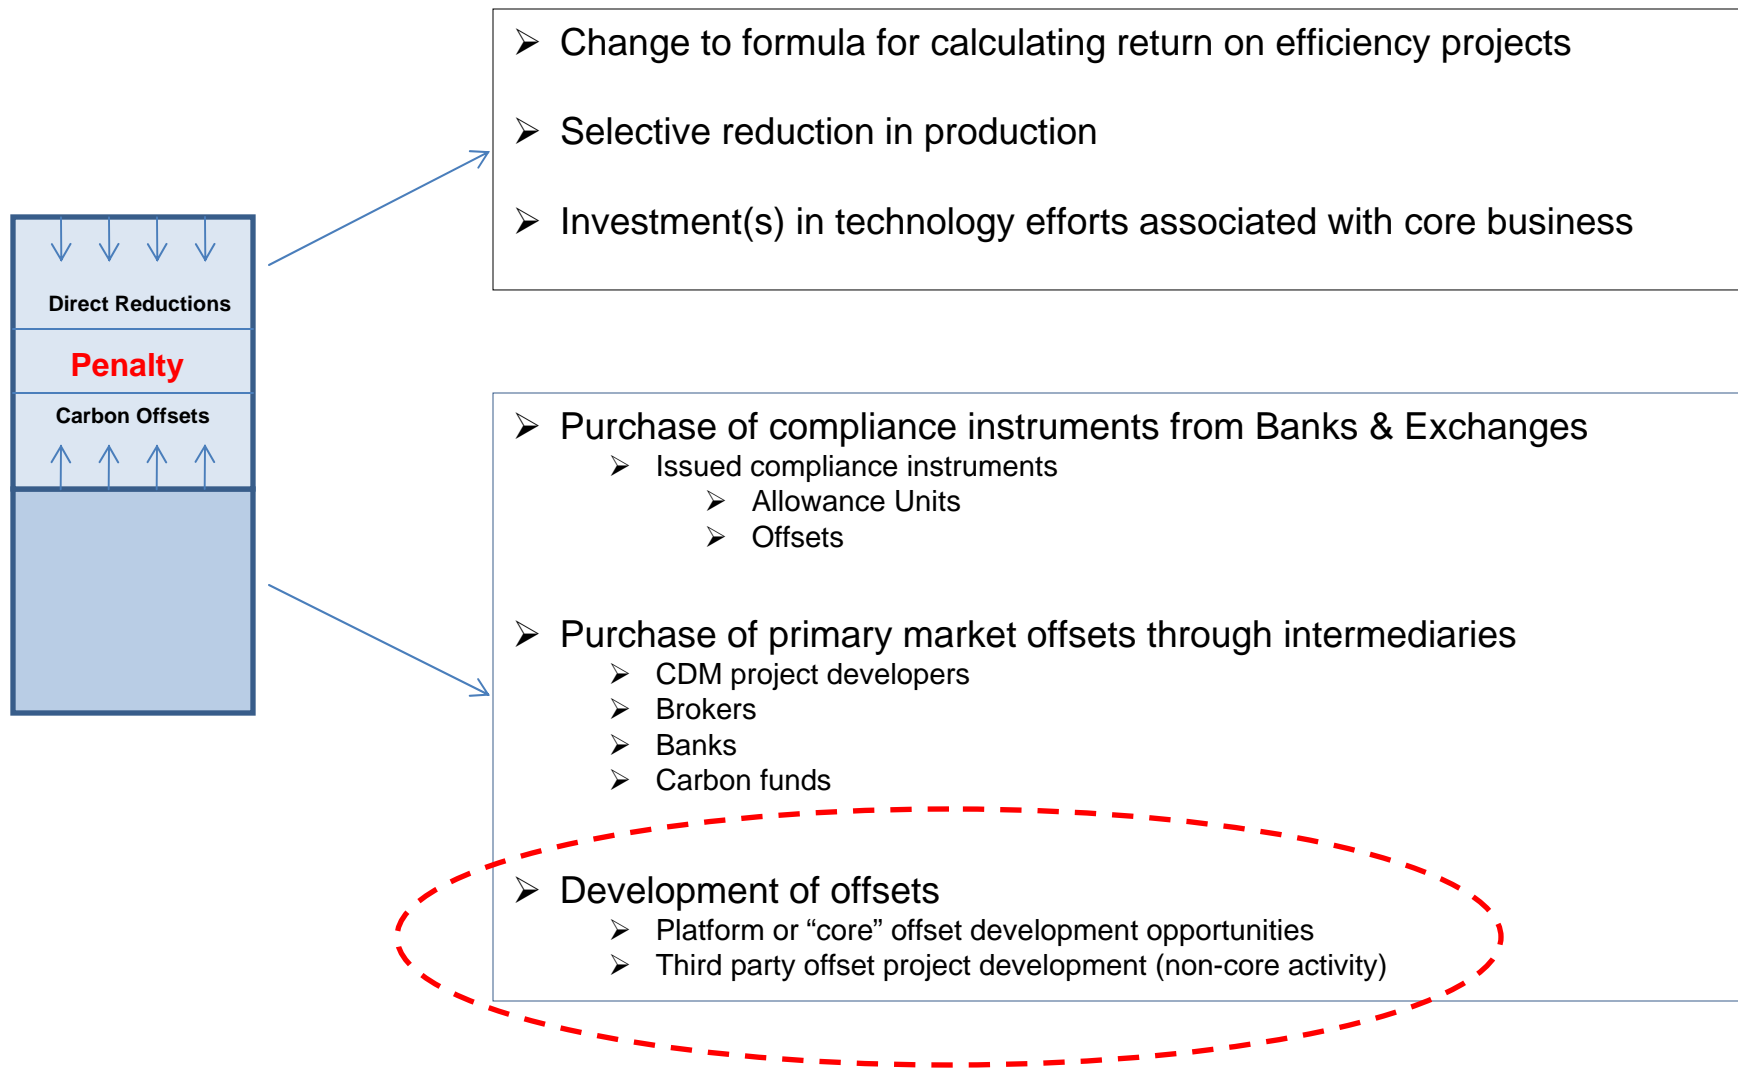 Change to formula for calculating return on efficiency projects
Selective reduction in production
Investment(s) in technology efforts associated with core business
Direct Reductions
Penalty
Carbon Offsets
Purchase of compliance instruments from Banks & Exchanges
Issued compliance instruments
Allowance Units
Offsets
Purchase of primary market offsets through intermediaries
CDM project developers
Brokers
Banks
Carbon funds
Development of offsets
Platform or “core” offset development opportunities
Third party offset project development (non-core activity)